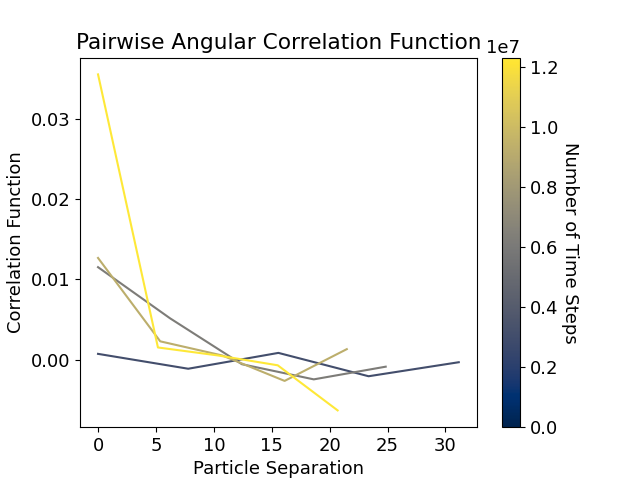 Pairwise Angular Correlation Function
1e7
Correlation Function
0.03
0.02
0.01
0.00
0 5 10 15 20 25 30
Particle Separation
1.2
1.0
0.8
0.6
0.4
0.2
0.0
Number of Time Steps